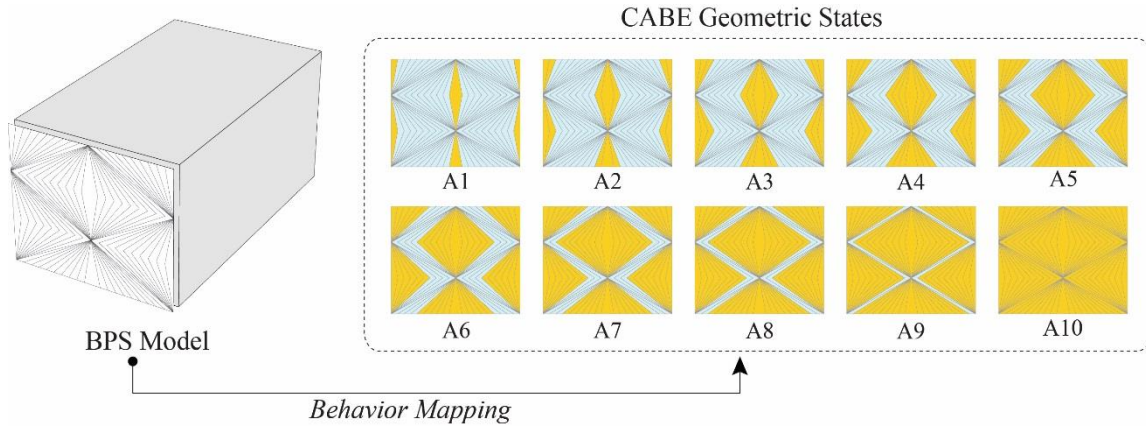 CABE Geometric States
A1 A2 A3 A4 A5
A6 A7 A8 A9 A10
BPS Model
Behavior Mapping